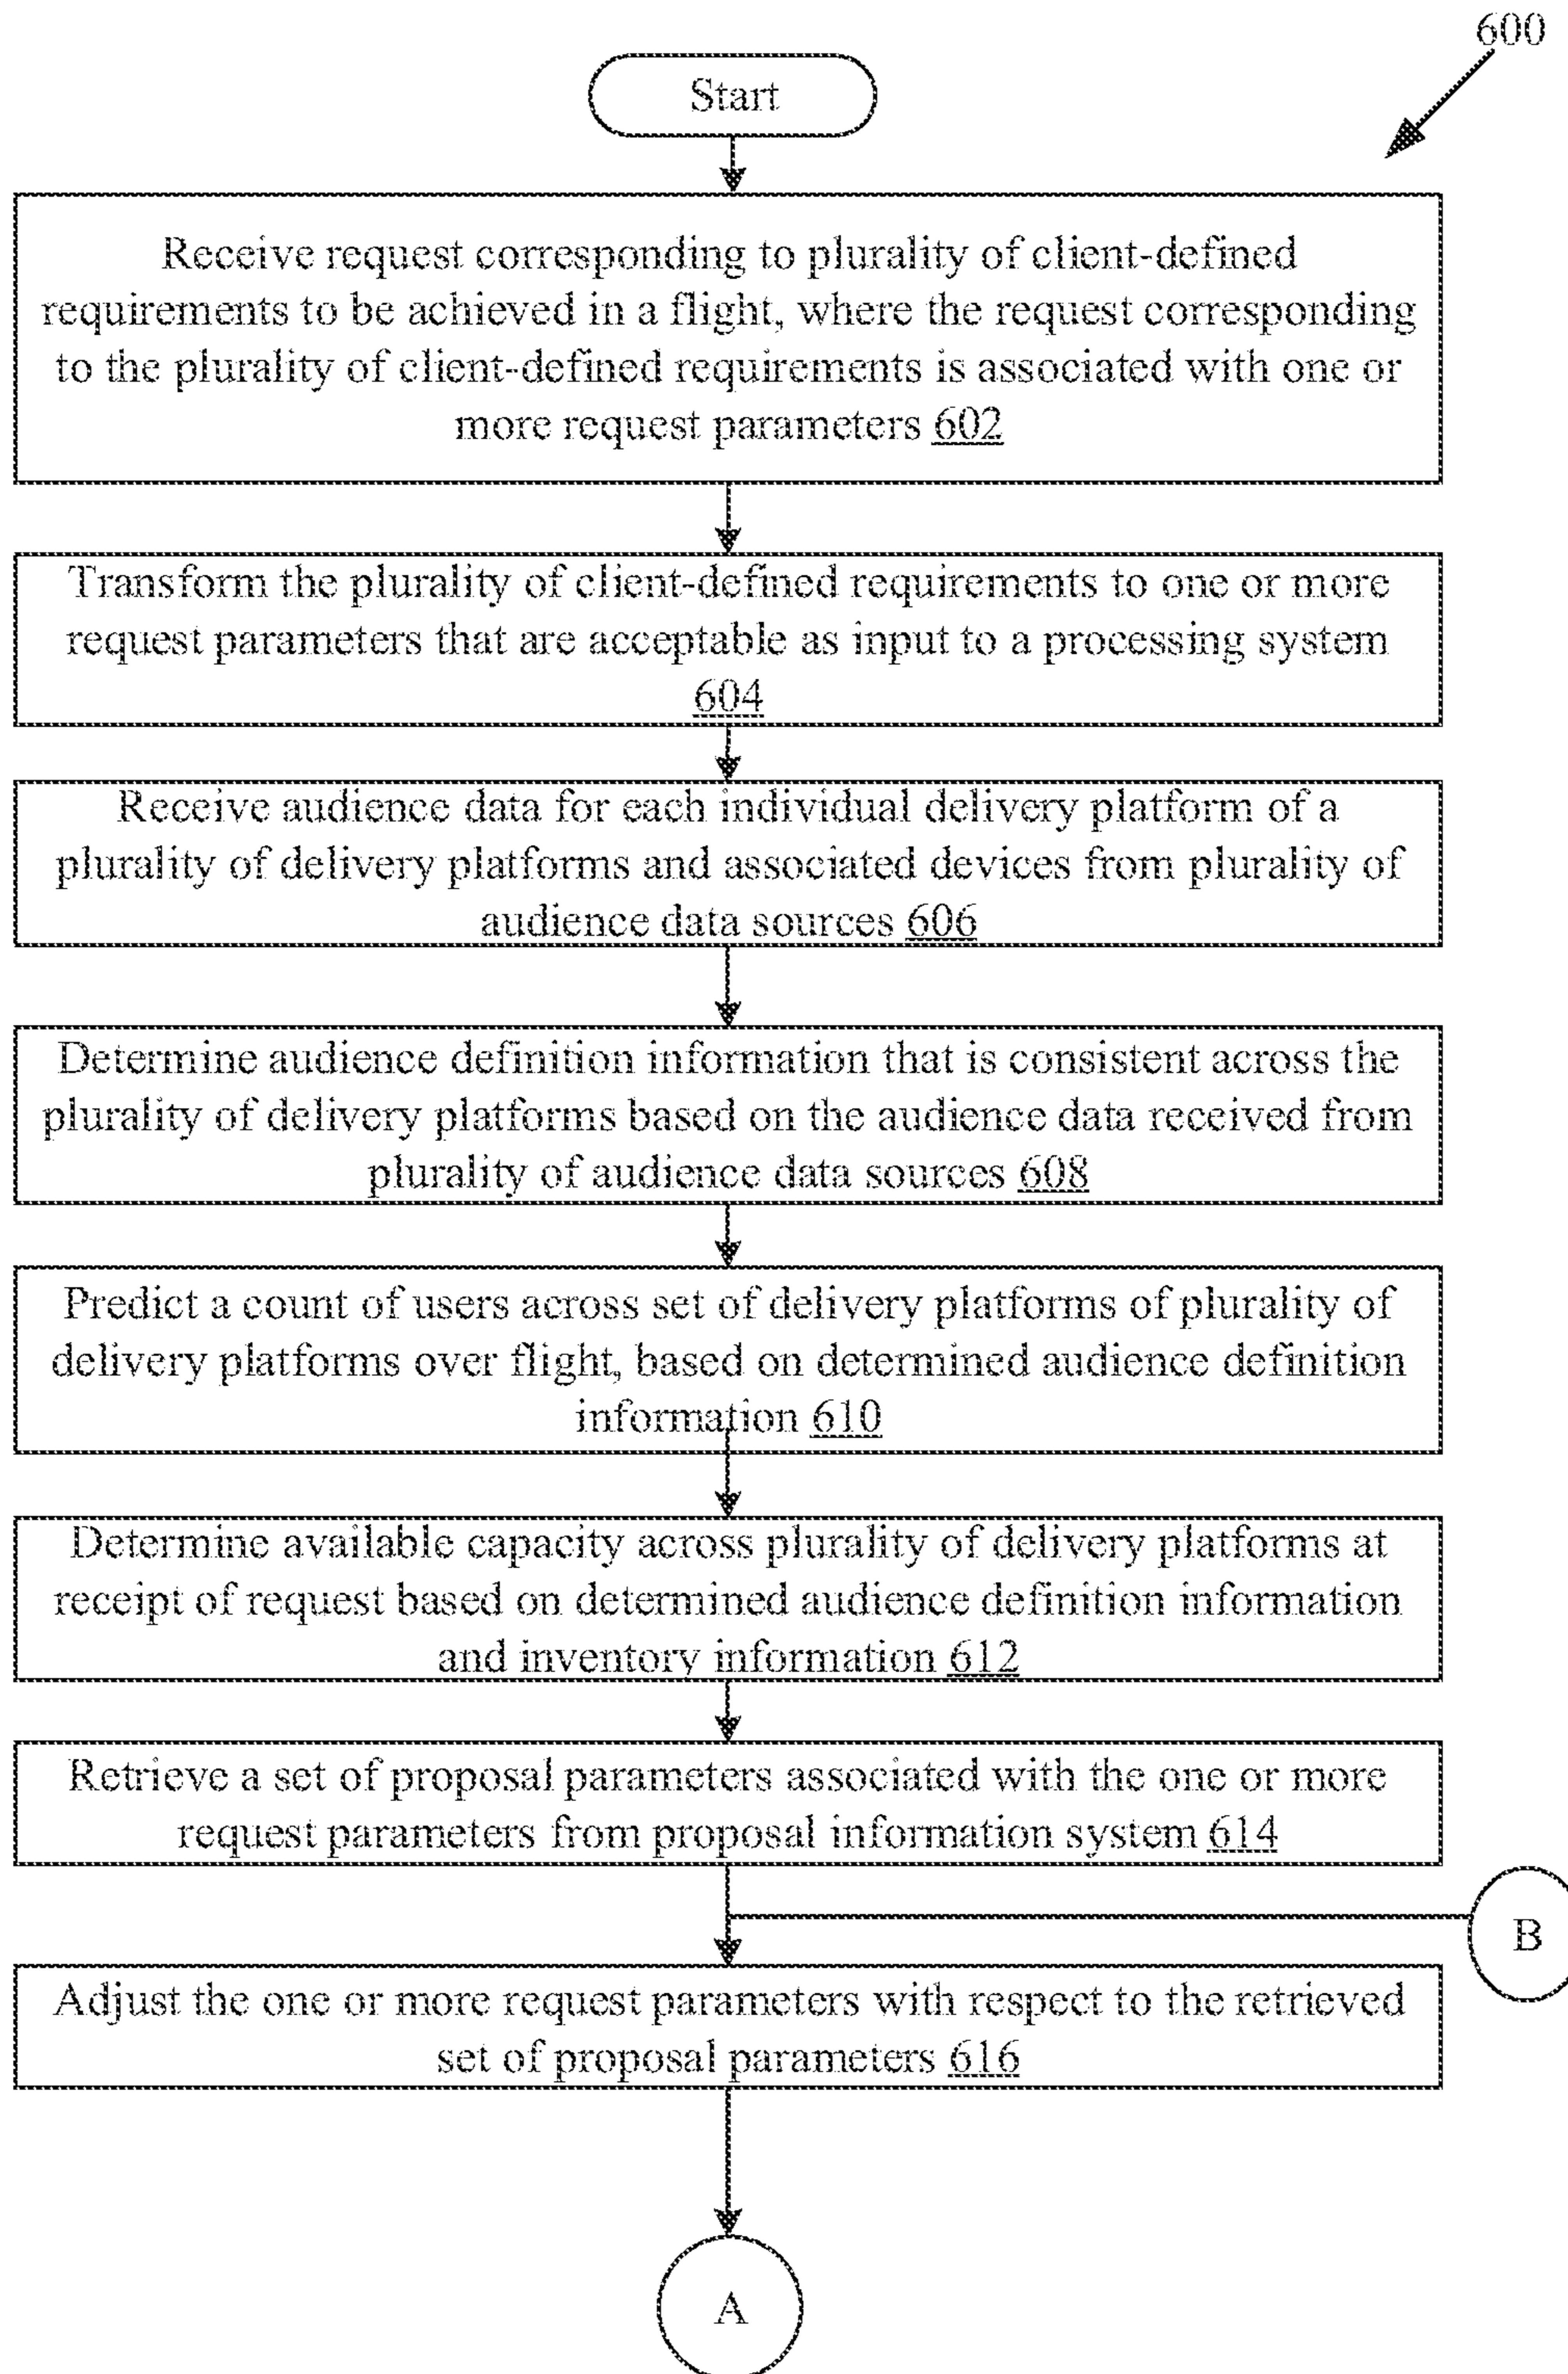 600
Start
Receive request corresponding to plurality of client-defined
requirements to be achieved in a flight, where the request corresponding
to the plurality of client-defined requirements is associated with one or
more request parameters 602
Transform the plurality of client-defined requirements to one or more
request parameters that are acceptable as input to a processing system
604
Receive audience data for each individual delivery platform of a
plurality of delivery platforms and associated devices from plurality of
audience data sources 606
Determine audience definition information that is consistent across the
plurality of delivery platforms based on the audience data received from
plurality of audience data sources 608
Predict a count of users across set of delivery platforms of plurality of
delivery platforms over flight, based on determined audience definition
information 610
Determine available capacity across plurality of delivery platforms at
receipt of request based on determined audience definition information
and inventory information 612
Retrieve a set of proposal parameters associated with the one or more
request parameters from proposal information system 614
B
Adjust the one or more request parameters with respect to the retrieved
set of proposal parameters 616
A